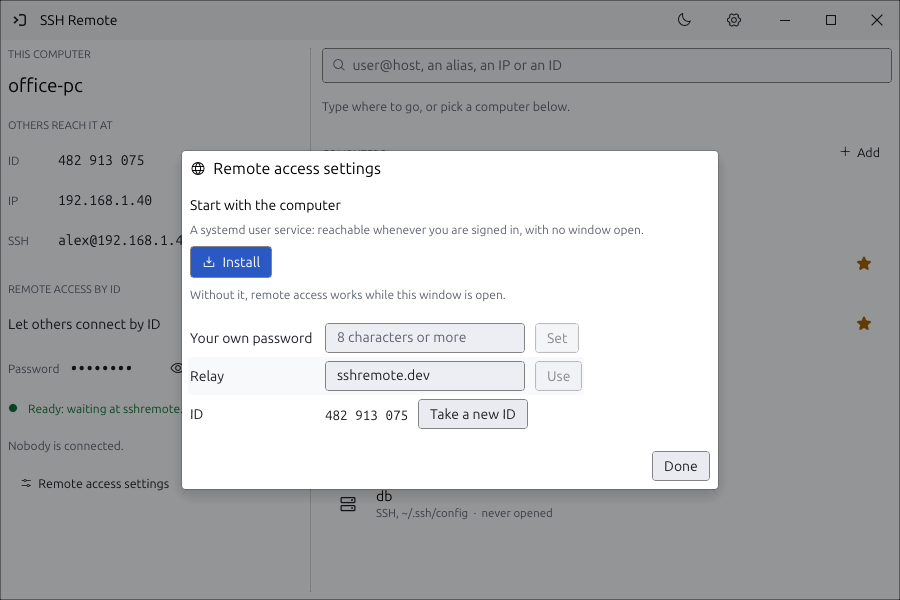 SSH Remote
THIS COMPUTER
office-pc
OTHERS REACH IT AT
ID 482 913 075
IP 192.168.1.40
SSH alex@192.168.1.4
REMOTE ACCESS BY ID
Let others connect by ID
Password ••••••••
Ready: waiting at sshremote.
Nobody is connected.
Remote access settings
user@host, an alias, an IP or an ID
Type where to go, or pick a computer below.
+ Add
Remote access settings
Start with the computer
A systemd user service: reachable whenever you are signed in, with no window open.
Install
Without it, remote access works while this window is open.
Your own password 8 characters or more Set
Relay sshremote.dev Use
ID 482 913 075 Take a new ID
Done
db
SSH, ~/.ssh/config · never opened